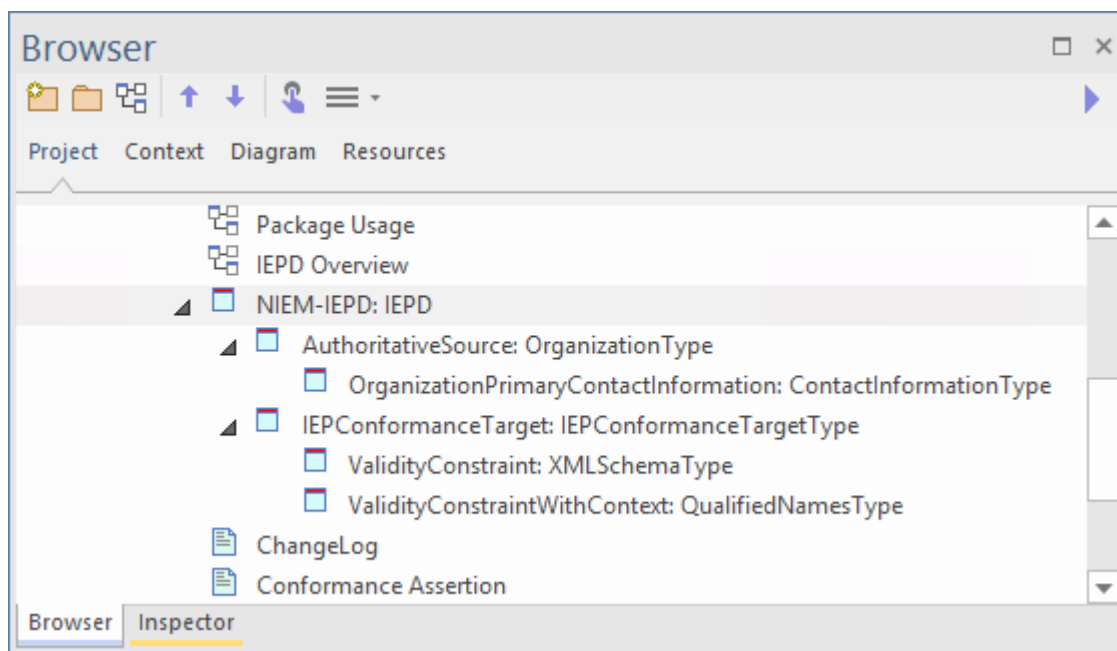 Browser
Project Context Diagram Resources
Package Usage
IEPD Overview
NIEM-IEPD: IEPD
AuthoritativeSource: OrganizationType
OrganizationPrimaryContactInformation: ContactInformationType
IEPConformanceTarget: IEPConformanceTargetType
ValidityConstraint: XMLSchemaType
ValidityConstraintWithContext: QualifiedNamesType
ChangeLog
Conformance Assertion
Browser Inspector